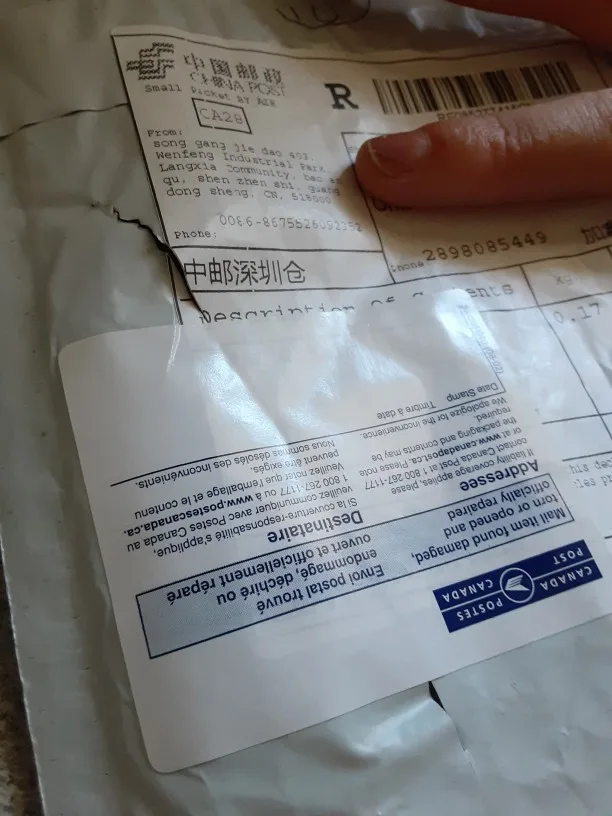 中国邮政
CHINA POST
Small Packet BY AIR
R
CA28
From:
song gang jie dao 403.
Wenfeng Industrial Park,
Langxia Community, bao
qu, shen zhen shi, guang
dong sheng, CN, 518000
Phone:
Phone 2898085449
中邮深圳仓
Description of Contents
Kg
0.17
POSTES CANADA
CANADA POST
Mail item found damaged,
torn or opened and
officially repaired
Envoi postal trouvé
endommagé, déchiré ou
ouvert et officiellement réparé
Addressee
If liability coverage applies, please
contact Canada Post at 1 800 267-1177
or at www.canadapost.ca. Please note
the packaging and contents may be
required.
We apologize for the inconvenience.
Destinataire
Si la couverture-responsabilité s'applique,
veuillez communiquer avec Postes Canada au
1 800 267-1177 ou à www.postescanada.ca.
Veuillez noter que l'emballage et le contenu
peuvent être exigés.
Nous sommes désolés des inconvénients.
Date Stamp Timbre à date